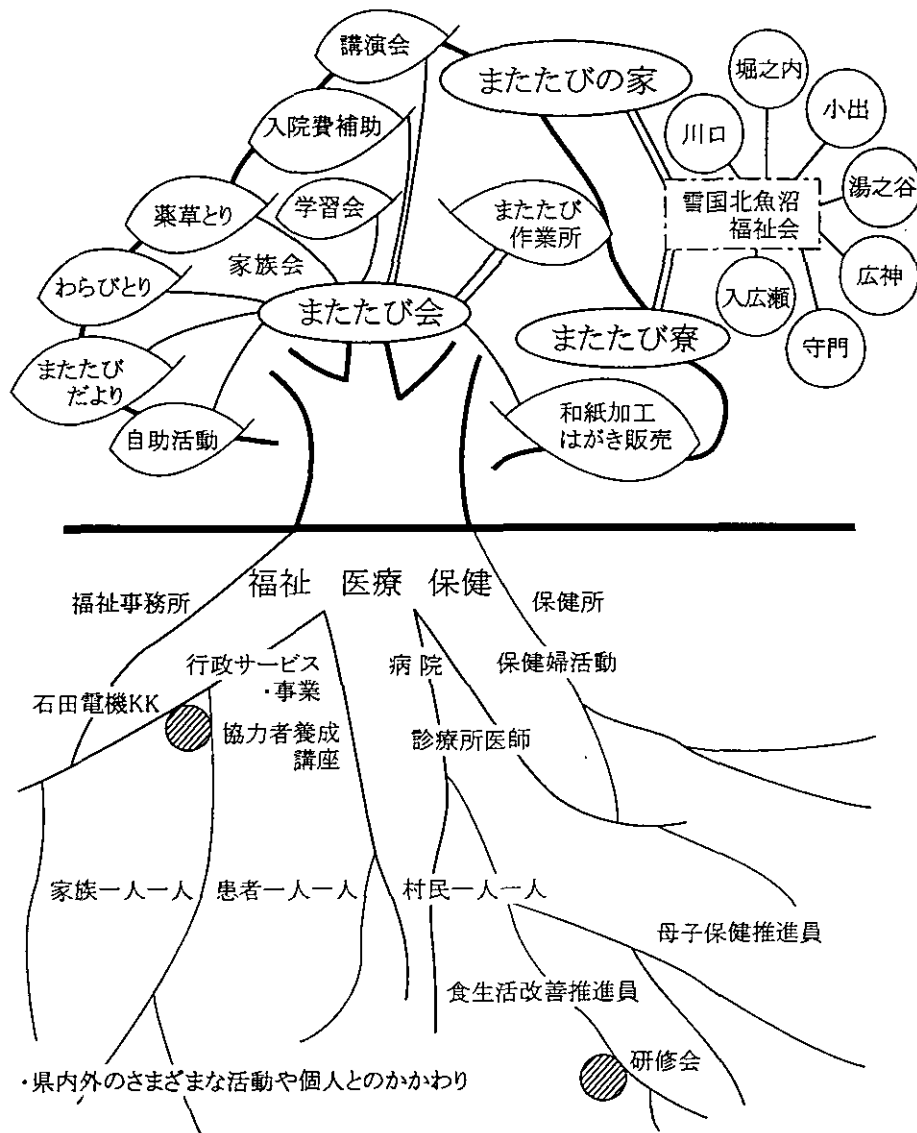 講演会
またたびの家
堀之内
小出
川口
入院費補助
湯之谷
薬草とり
学習会
またたび
作業所
雪国北魚沼
福祉会
家族会
わらびとり
広神
またたび会
入広瀬
またたび寮
守門
またたび
だより
自助活動
和紙加工
はがき販売
福祉 医療 保健
福祉事務所
保健所
行政サービス
・事業
病院
保健婦活動
石田電機KK
協力者養成
講座
診療所医師
家族一人一人
患者一人一人
村民一人一人
母子保健推進員
食生活改善推進員
研修会
・県内外のさまざまな活動や個人とのかかわり